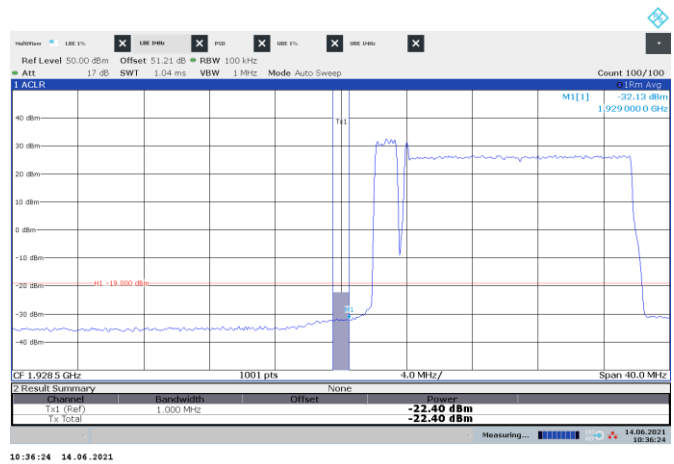 MultiView LBE 1% X LBE 1MHz X PSD X UBE 1% X UBE 1MHz X
Ref Level 50.00 dBm Offset 51.21 dB RBW 100 kHz
Att 17 dB SWT 1.04 ms VBW 1 MHz Mode Auto Sweep Count 100/100
1 ACLR 1Rm Avg
M1[1] -32.13 dBm
1.929 000 0 GHz
Tx1
40 dBm
30 dBm
20 dBm
10 dBm
0 dBm
-10 dBm
-20 dBm
H1 -19.000 dBm
-30 dBm
M1
-40 dBm
CF 1.9285 GHz 1001 pts 4.0 MHz/ Span 40.0 MHz
2 Result Summary None
Channel Bandwidth Offset Power
Tx1 (Ref) 1.000 MHz -22.40 dBm
Tx Total -22.40 dBm
Measuring... 14.06.2021
10:36:24
10:36:24 14.06.2021